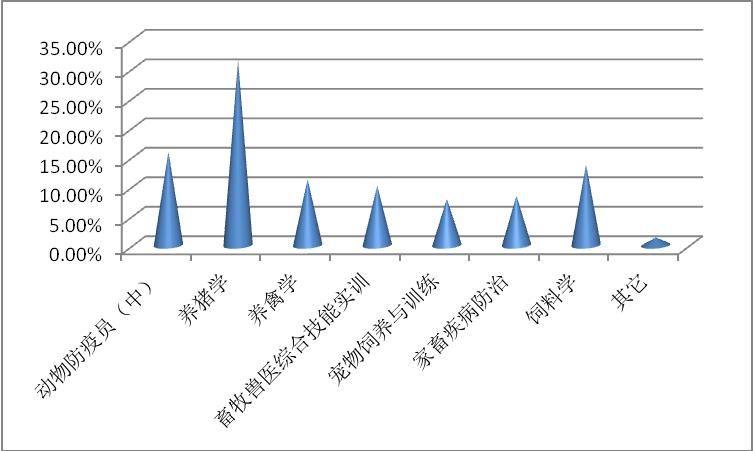 35.00%
30.00%
25.00%
20.00%
15.00%
10.00%
5.00%
0.00%
动物防疫员（中）
养猪学
养禽学
畜牧兽医综合技能实训
宠物饲养与训练
家畜疾病防治
饲料学
其它